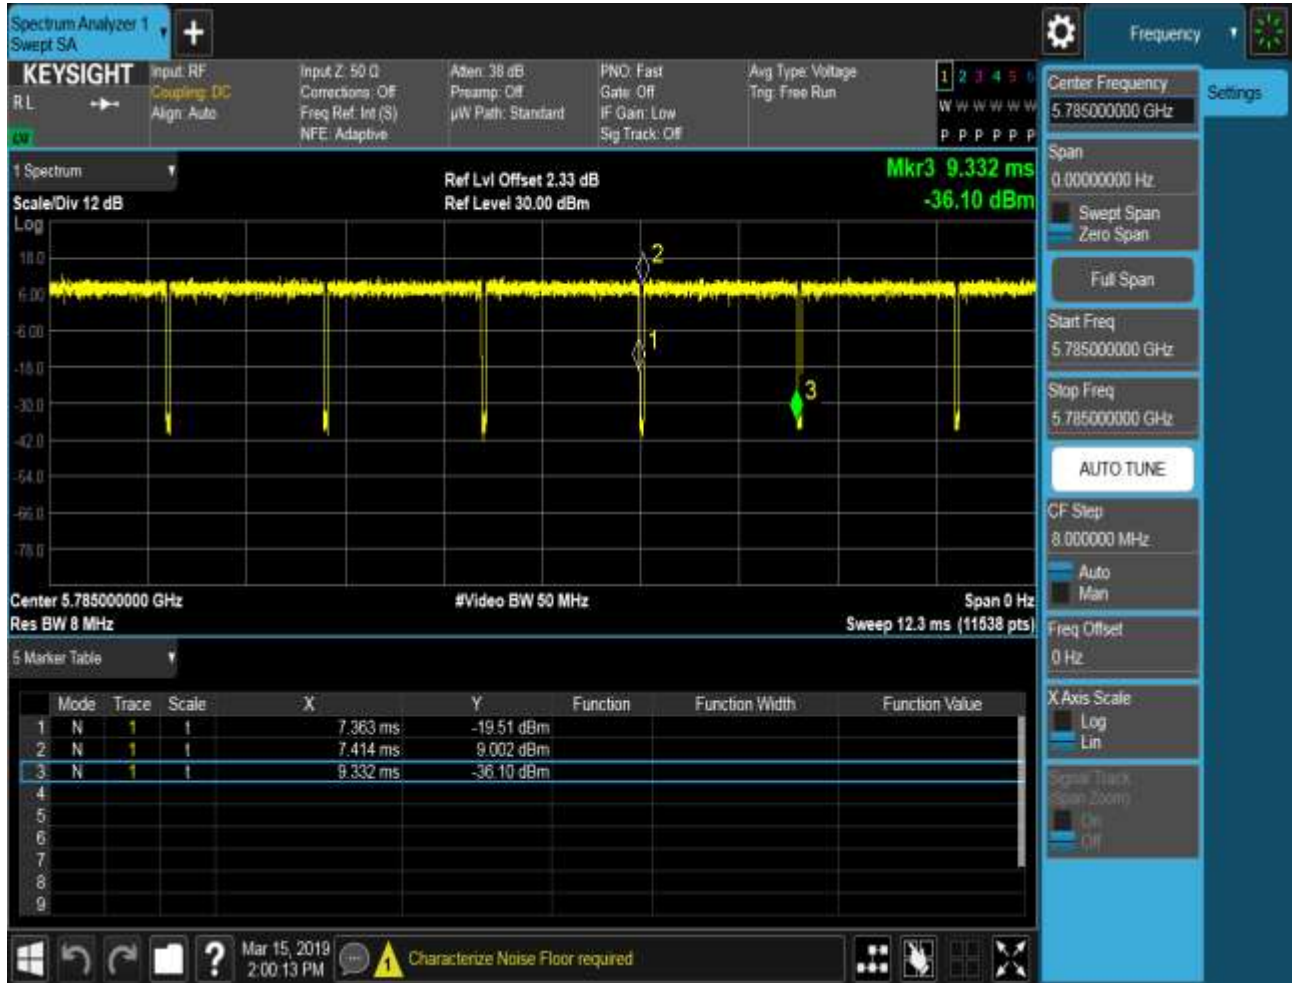 Spectrum Analyzer 1
Swept SA
Frequency
KEYSIGHT
RL
Input: RF
Coupling: DC
Align: Auto
Input Z: 50 Ω
Corrections: Off
Freq Ref: Int (S)
NFE: Adaptive
Atten: 38 dB
Preamp: Off
µW Path: Standard
PNO: Fast
Gate: Off
IF Gain: Low
Sig Track: Off
Avg Type: Voltage
Trig: Free Run
1 2 3 4 5 6
W W W W W W
P P P P P P
1 Spectrum
Scale/Div 12 dB
Ref Lvl Offset 2.33 dB
Ref Level 30.00 dBm
Mkr3 9.332 ms
-36.10 dBm
Log
18.0
6.00
-6.00
-18.0
-30.0
-42.0
-54.0
-66.0
-78.0
2
1
3
Center 5.785000000 GHz
#Video BW 50 MHz
Span 0 Hz
Res BW 8 MHz
Sweep 12.3 ms (11538 pts)
5 Marker Table
Mode Trace Scale X Y Function Function Width Function Value
1 N 1 t 7.363 ms -19.51 dBm
2 N 1 t 7.414 ms 9.002 dBm
3 N 1 t 9.332 ms -36.10 dBm
4
5
6
7
8
9
Center Frequency
5.785000000 GHz
Settings
Span
0.00000000 Hz
Swept Span
Zero Span
Full Span
Start Freq
5.785000000 GHz
Stop Freq
5.785000000 GHz
AUTO TUNE
CF Step
8.000000 MHz
Auto
Man
Freq Offset
0 Hz
X Axis Scale
Log
Lin
Signal Track
(Span Zoom)
On
Off
?
Mar 15, 2019
2:00:13 PM
1
Characterize Noise Floor required